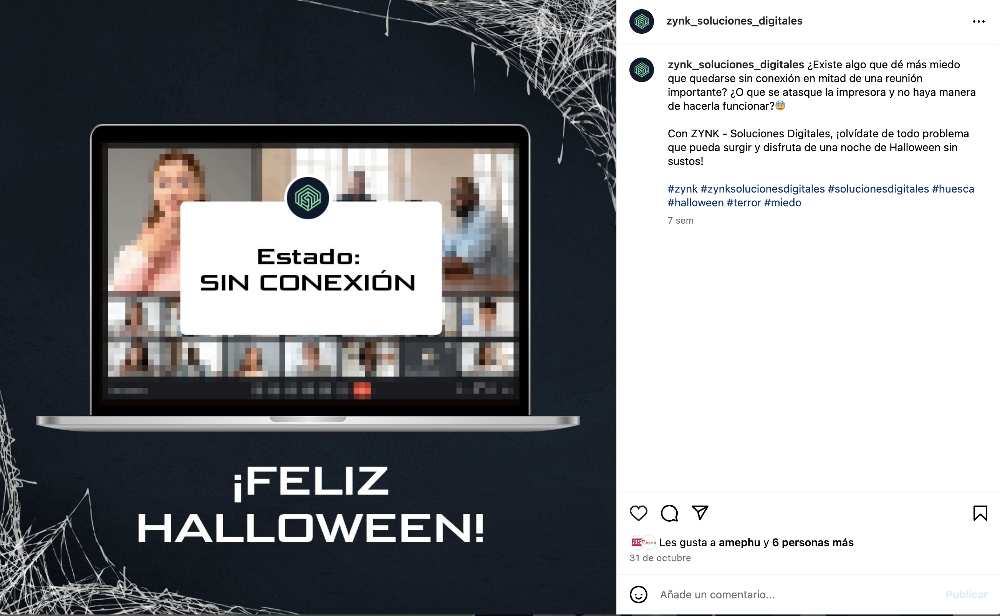 Estado:
SIN CONEXIÓN
¡FELIZ
HALLOWEEN!
zynk_soluciones_digitales
zynk_soluciones_digitales ¿Existe algo que dé más miedo
que quedarse sin conexión en mitad de una reunión
importante? ¿O que se atasque la impresora y no haya manera
de hacerla funcionar?😰
Con ZYNK - Soluciones Digitales, ¡olvídate de todo problema
que pueda surgir y disfruta de una noche de Halloween sin
sustos!
#zynk #zynksolucionesdigitales #solucionesdigitales #huesca
#halloween #terror #miedo
7 sem
as Cámara
Les gusta a amephu y 6 personas más
31 de octubre
Añade un comentario...
Publicar